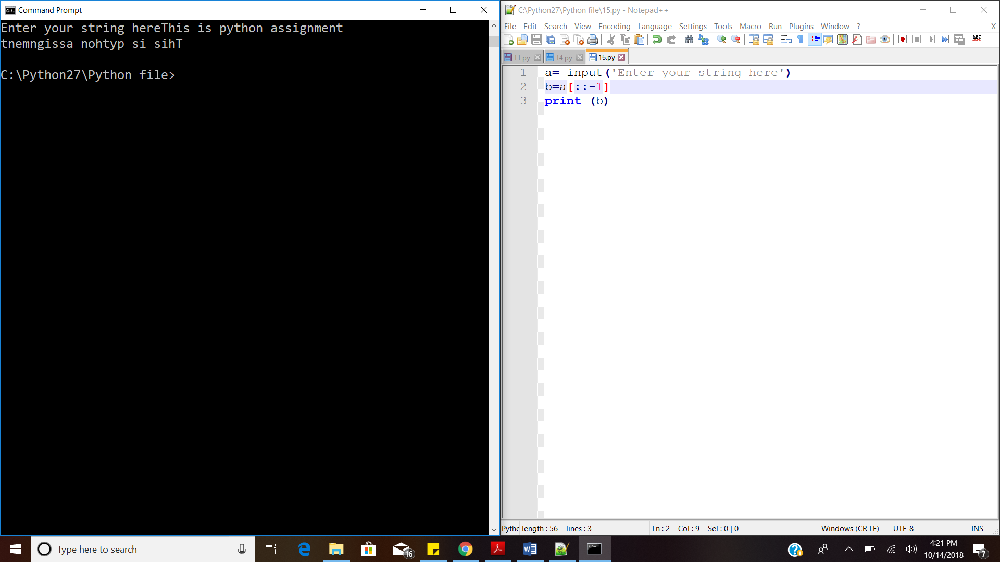 Command Prompt
Enter your string hereThis is python assignment
tnemngissa nohtyp si sihT
C:\Python27\Python file>
C:\Python27\Python file\15.py - Notepad++
File Edit Search View Encoding Language Settings Tools Macro Run Plugins Window ? X
ABC
11.py 14.py 15.py
1 a= input('Enter your string here')
2 b=a[::-1]
3 print (b)
Pythc length : 56 lines : 3 Ln : 2 Col : 9 Sel : 0 | 0 Windows (CR LF) UTF-8 INS
Type here to search
16
4:21 PM
10/14/2018
7